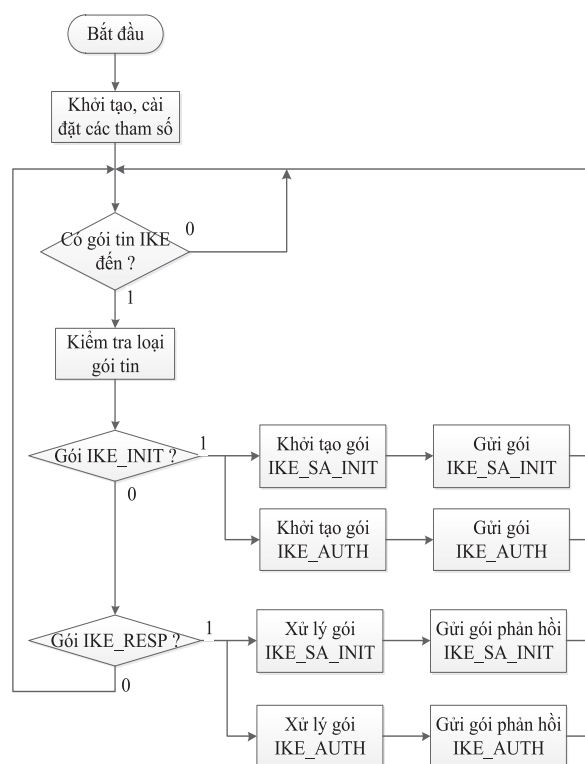 Bắt đầu
Khởi tạo, cài
đặt các tham số
Có gói tin IKE
đến ?
0
1
Kiểm tra loại
gói tin
Gói IKE_INIT ?
1
0
Khởi tạo gói
IKE_SA_INIT
Gửi gói
IKE_SA_INIT
Khởi tạo gói
IKE_AUTH
Gửi gói
IKE_AUTH
Gói IKE_RESP ?
1
0
Xử lý gói
IKE_SA_INIT
Gửi gói phản hồi
IKE_SA_INIT
Xử lý gói
IKE_AUTH
Gửi gói phản hồi
IKE_AUTH